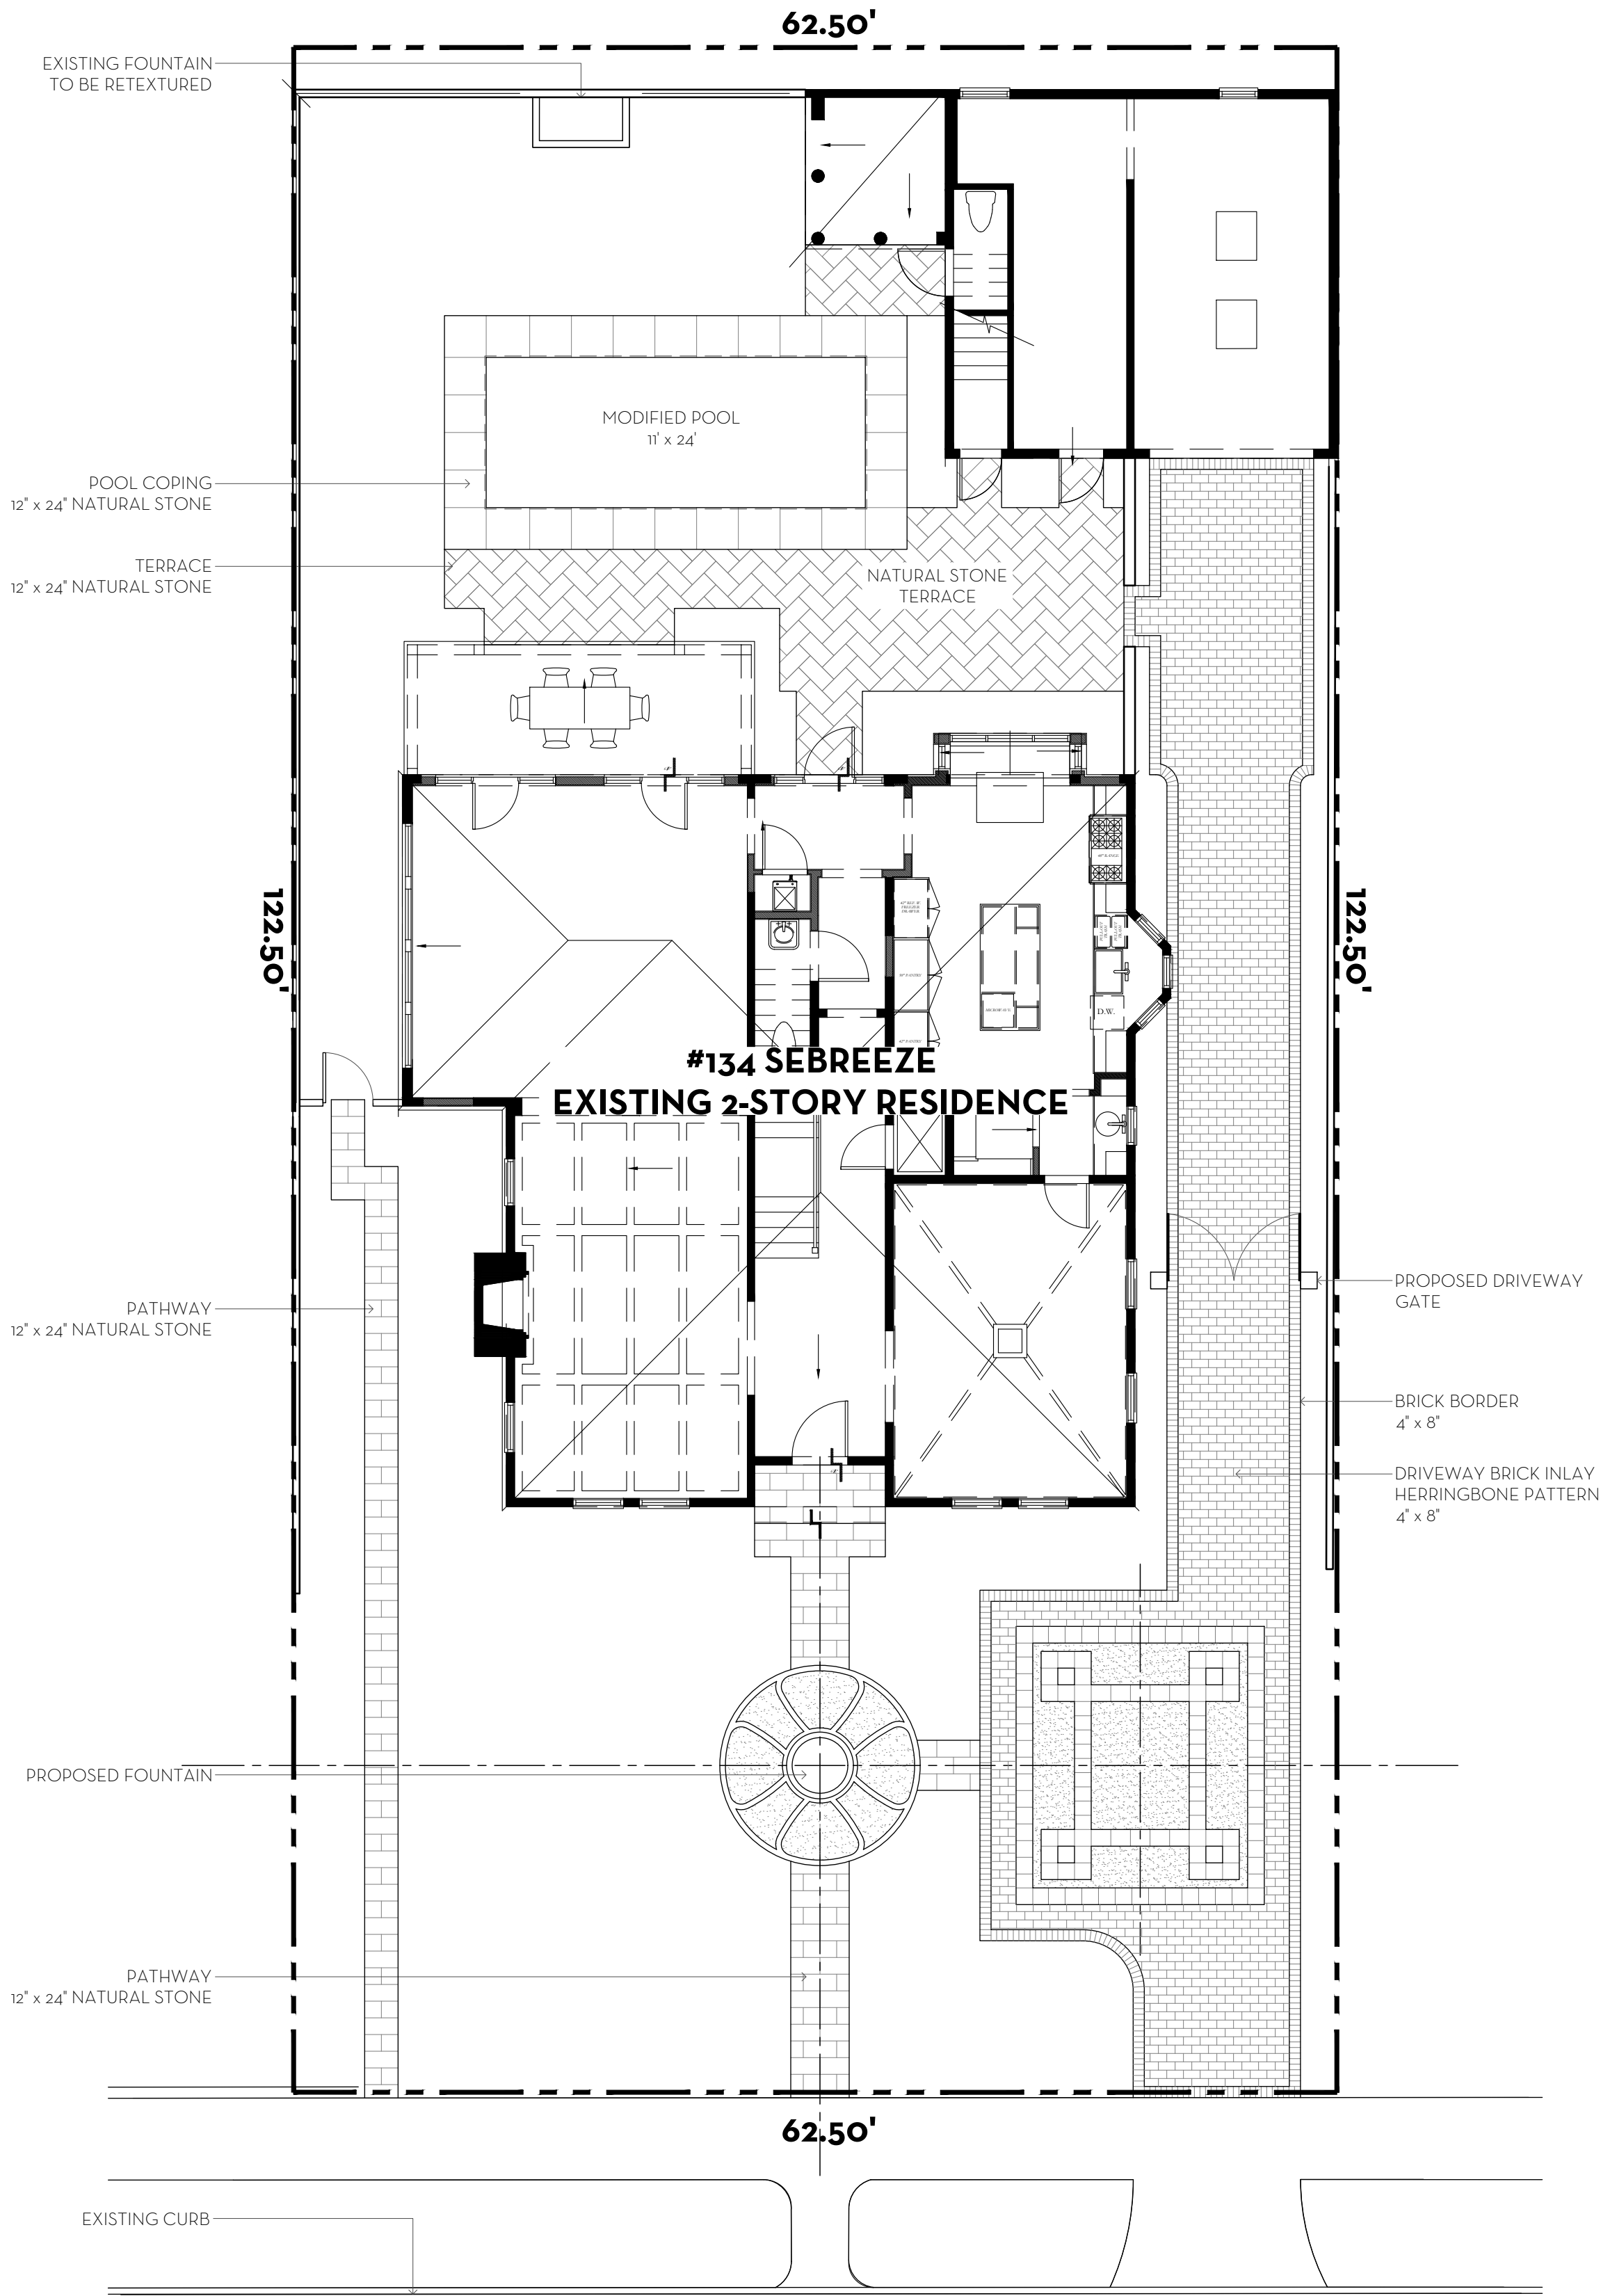 62.50'
EXISTING FOUNTAIN
TO BE RETEXTURED
MODIFIED POOL
11' x 24'
POOL COPING
12" x 24" NATURAL STONE
TERRACE
12" x 24" NATURAL STONE
NATURAL STONE
TERRACE
122.50'
122.50'
D.W.
#134 SEBREEZE
EXISTING 2-STORY RESIDENCE
PROPOSED DRIVEWAY
GATE
PATHWAY
12" x 24" NATURAL STONE
BRICK BORDER
4" x 8"
DRIVEWAY BRICK INLAY
HERRINGBONE PATTERN
4" x 8"
PROPOSED FOUNTAIN
PATHWAY
12" x 24" NATURAL STONE
62.50'
EXISTING CURB